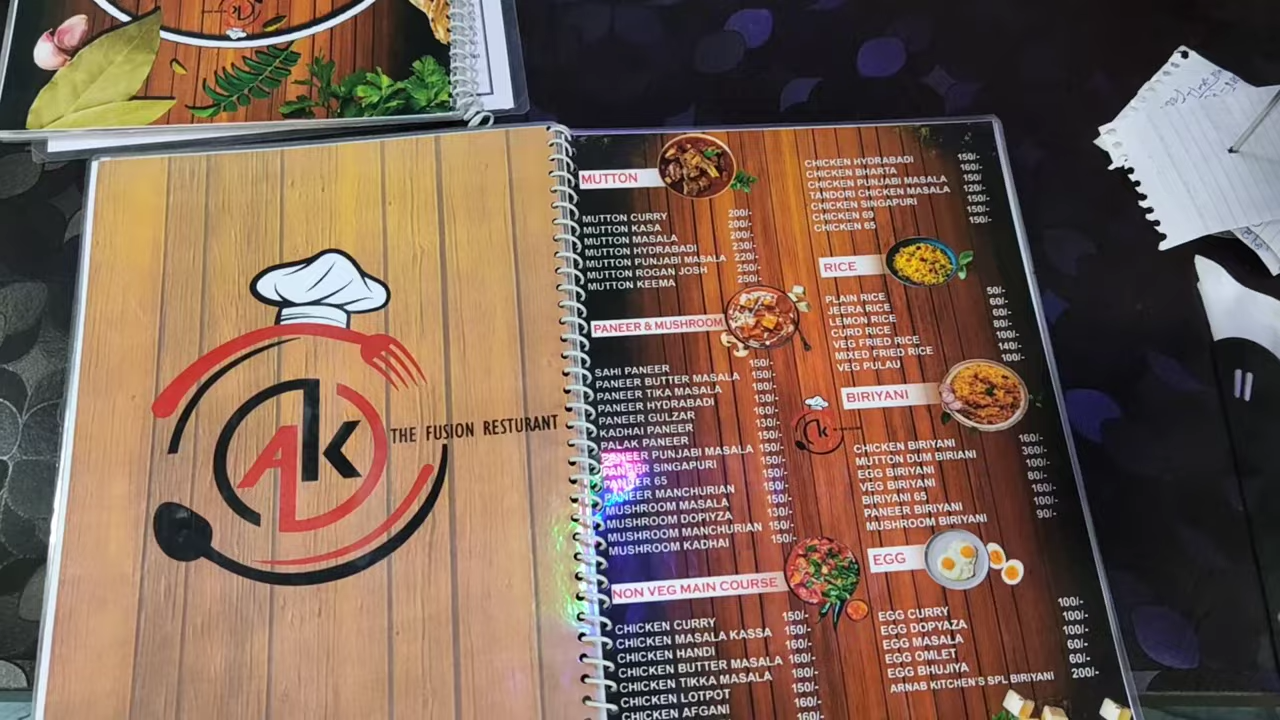 AK
THE FUSION RESTURANT
MUTTON
MUTTON CURRY 200/-
MUTTON KASA 200/-
MUTTON MASALA 200/-
MUTTON HYDRABADI 230/-
MUTTON PUNJABI MASALA 220/-
MUTTON ROGAN JOSH 250/-
MUTTON KEEMA 250/-
PANEER & MUSHROOM
SAHI PANEER 150/-
PANEER BUTTER MASALA 150/-
PANEER TIKA MASALA 180/-
PANEER HYDRABADI 130/-
PANEER GULZAR 160/-
KADHAI PANEER 130/-
PALAK PANEER 150/-
PANEER PUNJABI MASALA 150/-
PANEER SINGAPURI 150/-
PANEER 65 150/-
PANEER MANCHURIAN 150/-
MUSHROOM MASALA 150/-
MUSHROOM DOPIYZA 130/-
MUSHROOM MANCHURIAN 150/-
MUSHROOM KADHAI 150/-
NON VEG MAIN COURSE
CHICKEN CURRY 150/-
CHICKEN MASALA KASSA 150/-
CHICKEN HANDI 160/-
CHICKEN BUTTER MASALA 160/-
CHICKEN TIKKA MASALA 180/-
CHICKEN LOTPOT 150/-
CHICKEN AFGANI 160/-
160/-
CHICKEN HYDRABADI 150/-
CHICKEN BHARTA 160/-
CHICKEN PUNJABI MASALA 150/-
TANDORI CHICKEN MASALA 120/-
CHICKEN SINGAPURI 150/-
CHICKEN 69 150/-
CHICKEN 65 150/-
RICE
PLAIN RICE 50/-
JEERA RICE 60/-
LEMON RICE 60/-
CURD RICE 80/-
VEG FRIED RICE 100/-
MIXED FRIED RICE 140/-
VEG PULAU 100/-
BIRIYANI
K
CHICKEN BIRIYANI 160/-
MUTTON DUM BIRIANI 360/-
EGG BIRIYANI 100/-
VEG BIRIYANI 80/-
BIRIYANI 65 160/-
PANEER BIRIYANI 100/-
MUSHROOM BIRIYANI 90/-
EGG
EGG CURRY 100/-
EGG DOPYAZA 100/-
EGG MASALA 100/-
EGG OMLET 60/-
EGG BHUJIYA 60/-
ARNAB KITCHEN'S SPL BIRIYANI 200/-